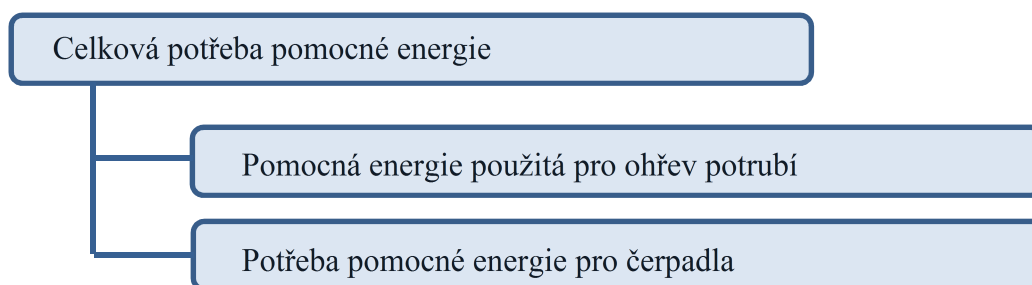 Celková potřeba pomocné energie
Pomocná energie použitá pro ohřev potrubí
Potřeba pomocné energie pro čerpadla